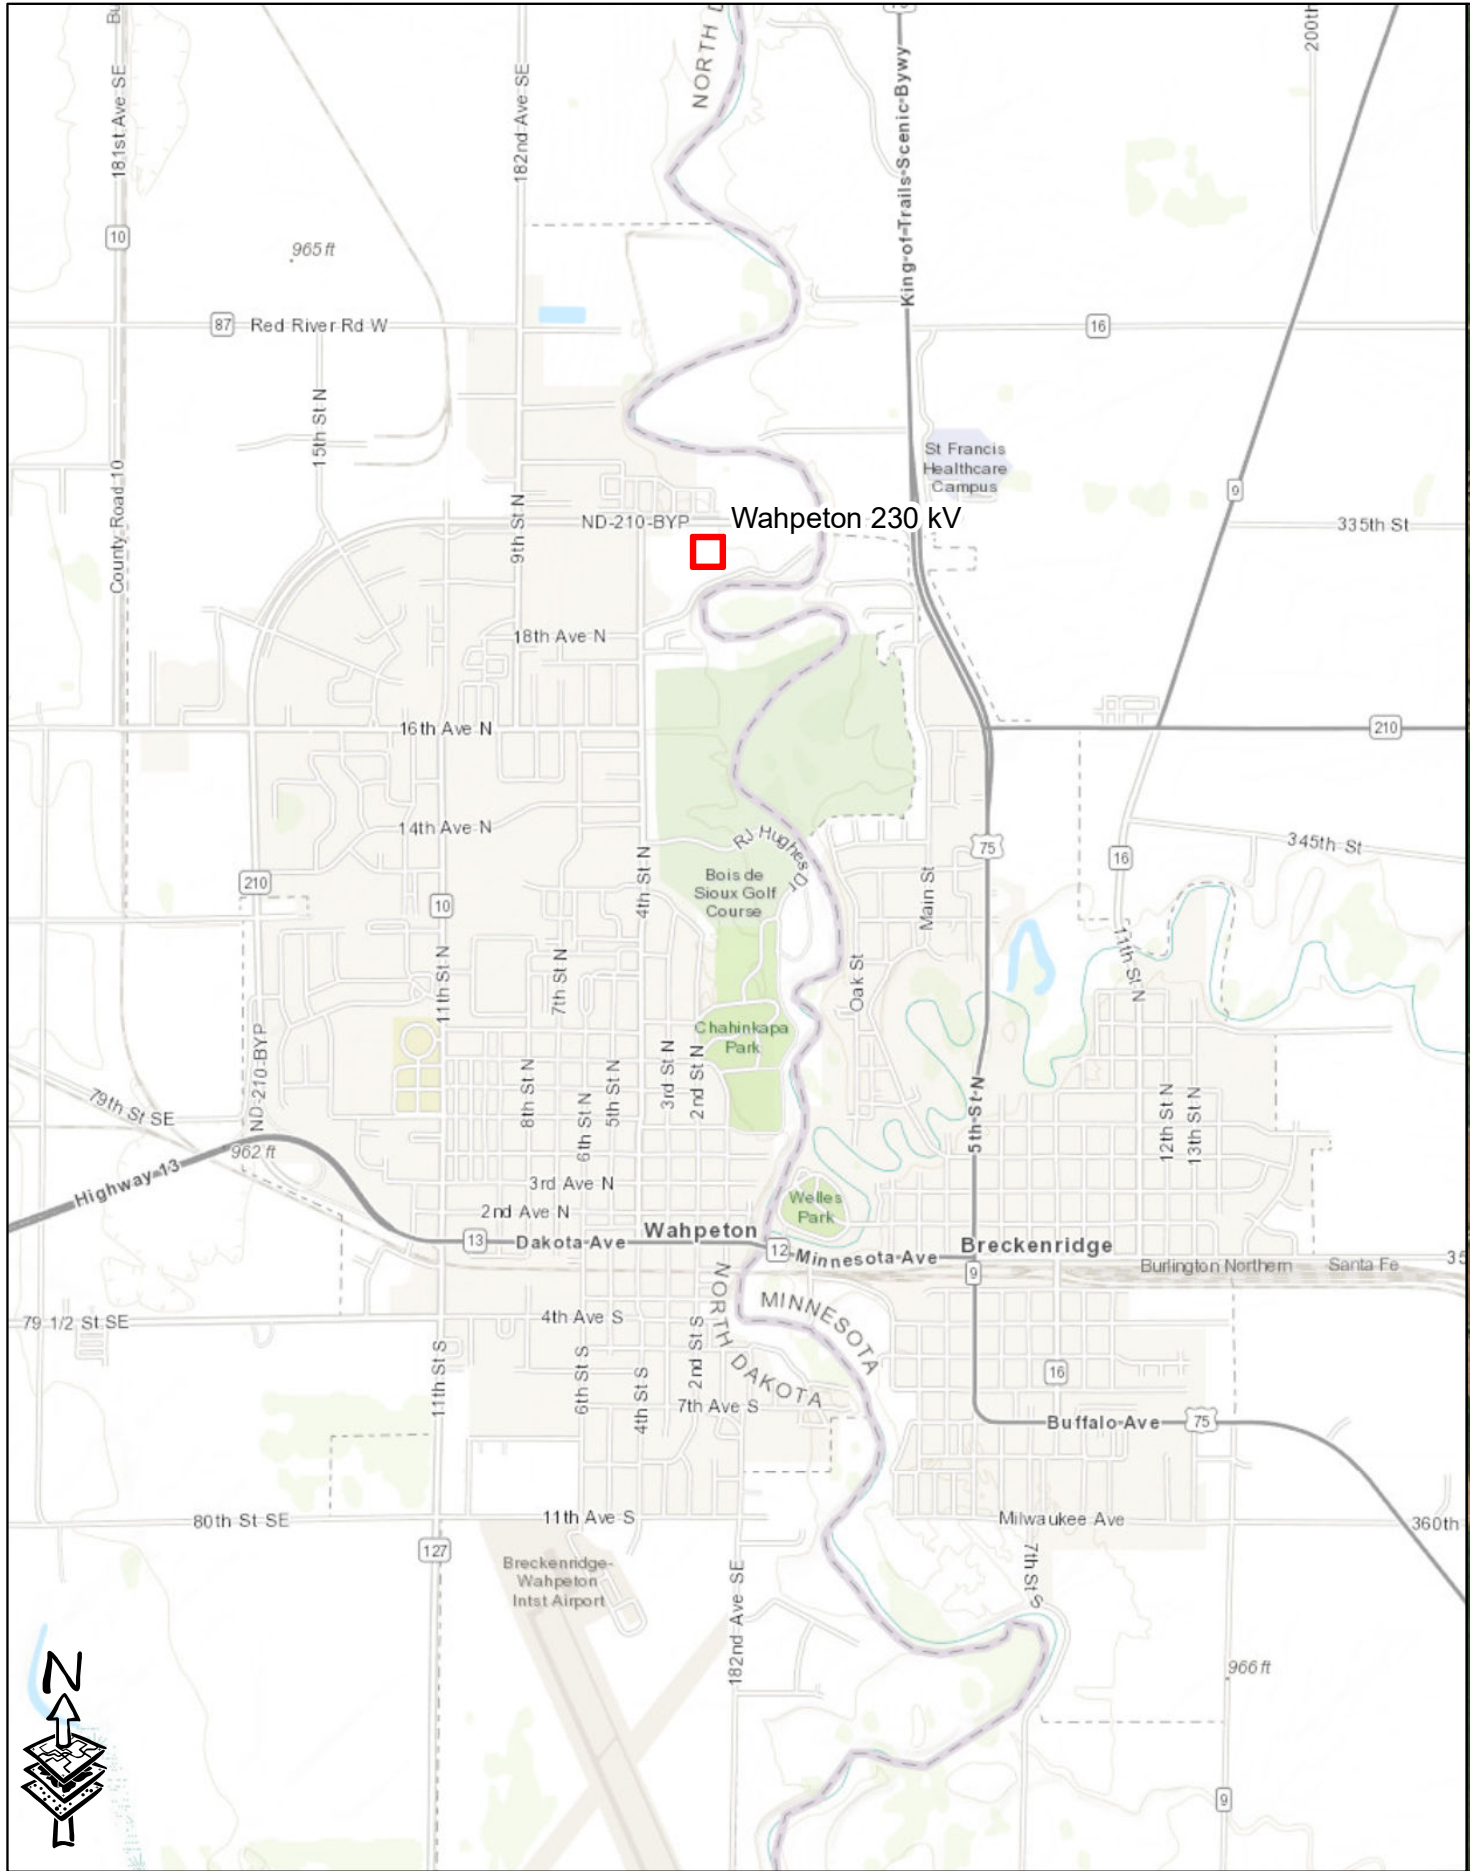 NORTH D
200th
181st Ave SE
182nd Ave SE
King-of-Trails-Scenic-Bywy
10
965 ft
87
Red River Rd W
16
15th St N
St Francis
Healthcare
Campus
County Road 10
9th St N
9
ND-210-BYP
Wahpeton 230 kV
335th St
18th Ave N
16th Ave N
210
14th Ave N
RJ Hughes Dr
75
345th St
16
210
4th St N
Bois de
Sioux Golf
Course
Main St
10
11th St N
7th St N
Oak St
11th St N
Chahinkapa
Park
ND-210-BYP
3rd St N
2nd St N
8th St N
5th St N
6th St N
5th-St-N
12th St N
13th St N
79th St SE
962 ft
Highway-13
3rd Ave N
2nd Ave N
Welles
Park
Wahpeton
13
Dakota-Ave
12
Minnesota-Ave
Breckenridge
Burlington Northern
Santa Fe
35
9
NORTH DAKOTA
MINNESOTA
79 1/2 St SE
4th Ave S
11th St S
6th St S
4th St S
2nd St S
16
7th Ave S
Buffalo-Ave
75
80th St SE
11th Ave S
Milwaukee Ave
360th
127
Breckenridge-
Wahpeton
Intst Airport
182nd Ave SE
7th St S
966 ft
N
9